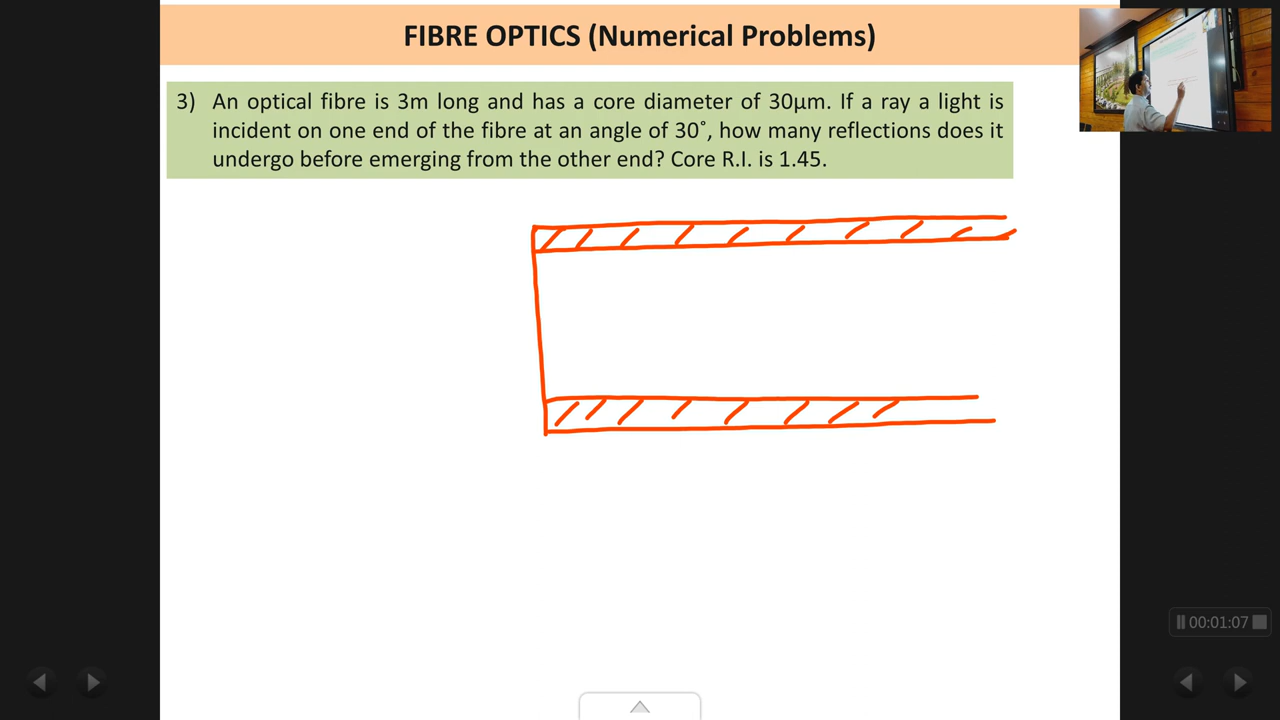 FIBRE OPTICS (Numerical Problems)
3) An optical fibre is 3m long and has a core diameter of 30μm. If a ray a light is
incident on one end of the fibre at an angle of 30˚, how many reflections does it
undergo before emerging from the other end? Core R.I. is 1.45.
00:01:07